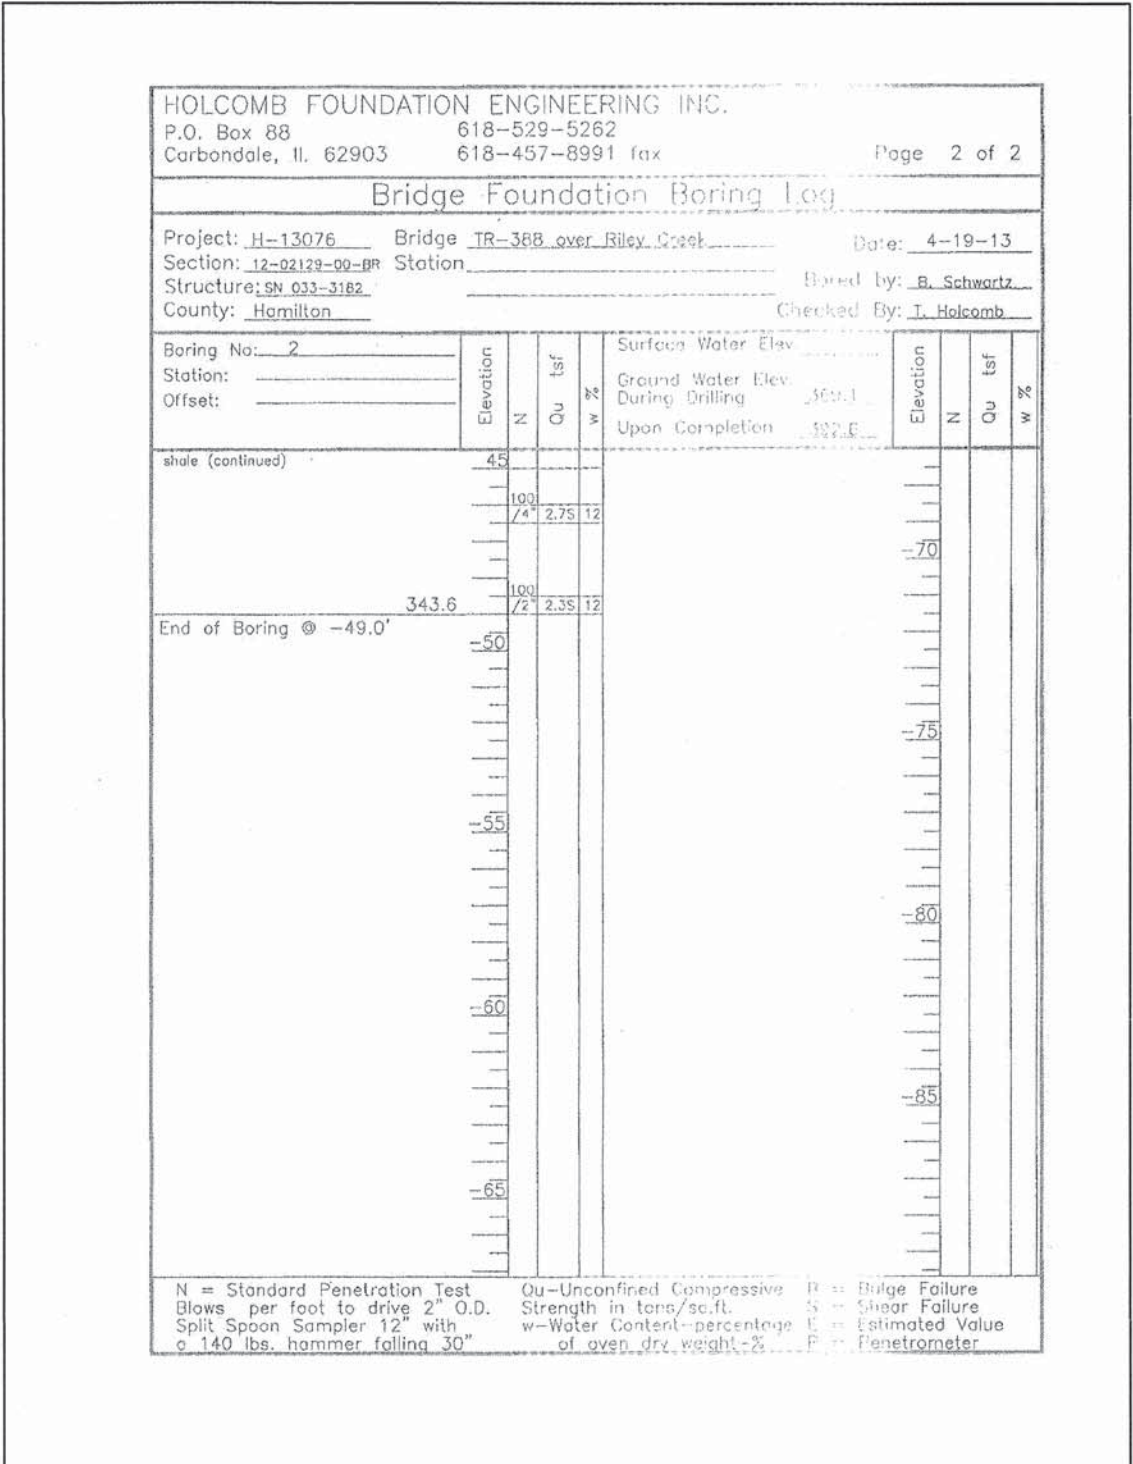 HOLCOMB FOUNDATION ENGINEERING INC.
P.O. Box 88 618-529-5262
Carbondale, Il. 62903 618-457-8991 fax Page 2 of 2
Bridge Foundation Boring Log
Project: H-13076 Bridge TR-388 over Riley Creek Date: 4-19-13
Section: 12-02129-00-BR Station
Structure: SN 033-3182 Bored by: B. Schwartz
County: Hamilton Checked By: T. Holcomb
Boring No: 2
Station:
Offset:
Elevation N Qu tsf w %
Surface Water Elev.
Ground Water Elev.
During Drilling
Upon Completion
Elevation N Qu tsf w %
shale (continued) 45
100
/4" 2.7S 12
-70
100
343.6 /2" 2.3S 12
End of Boring @ -49.0'
-50
-75
-55
-80
-60
-85
-65
N = Standard Penetration Test Qu-Unconfined Compressive B = Bulge Failure
Blows per foot to drive 2" O.D. Strength in tons/sq.ft. S = Shear Failure
Split Spoon Sampler 12" with w-Water Content-percentage E = Estimated Value
a 140 lbs. hammer falling 30" of oven dry weight-% P = Penetrometer